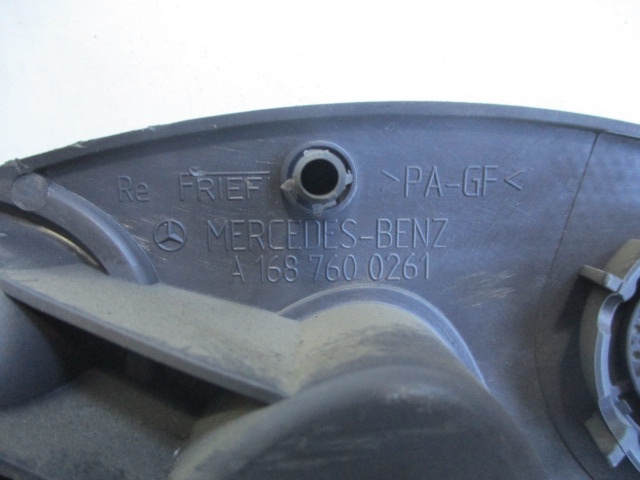 Re FRIEF >PA-GF<
MERCEDES-BENZ
A 168 760 0261